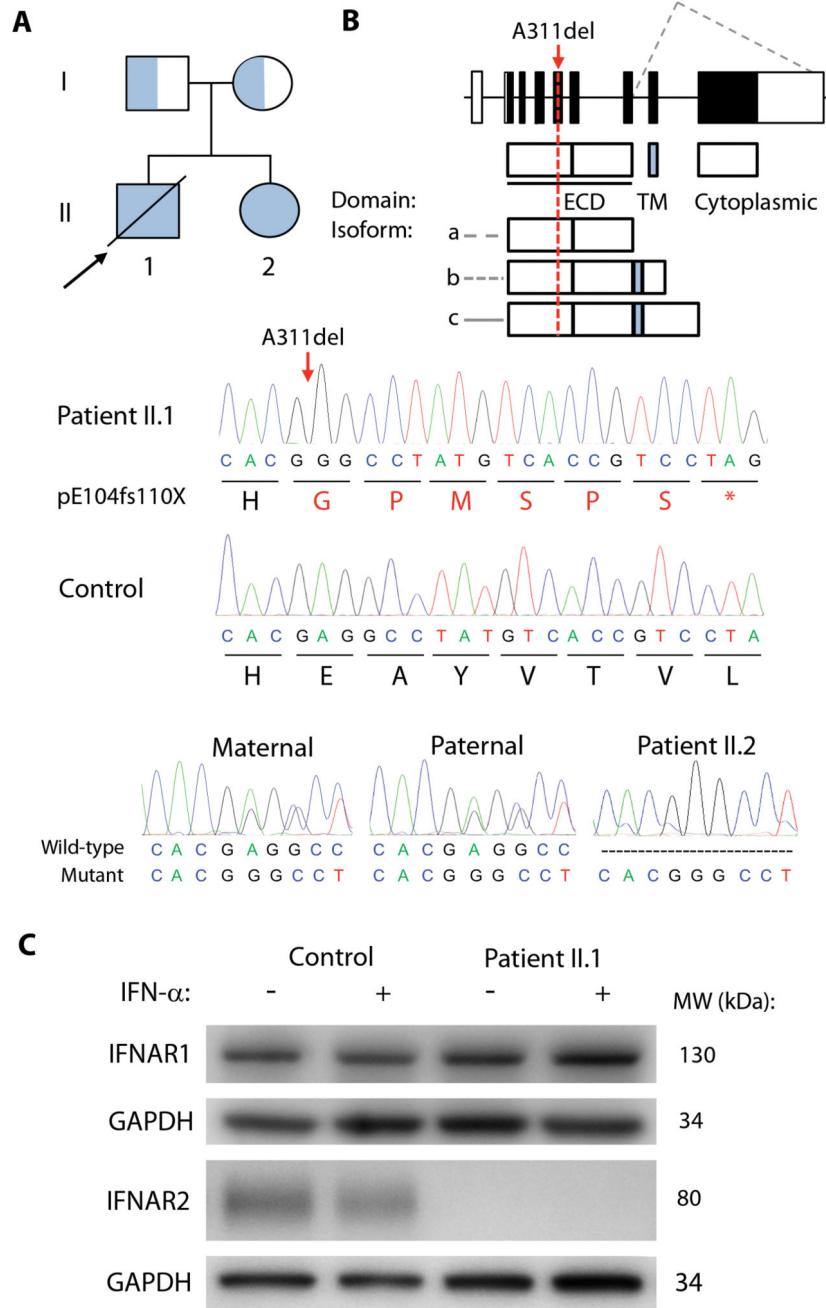 A
I
II
1
2
B
A311del
Domain:
ECD
TM
Cytoplasmic
Isoform:
a
b
c
A311del
Patient II.1
C A C G G G C C T A T G T C A C C G T C C T A G
pE104fs110X
H G P M S P S *
Control
C A C G A G G C C T A T G T C A C C G T C C T A
H E A Y V T V L
Maternal
Paternal
Patient II.2
Wild-type
C A C G A G G C C
C A C G A G G C C
--------------------------
Mutant
C A C G G G C C T
C A C G G G C C T
C A C G G G C C T
C
Control
Patient II.1
IFN-α:
- + - +
MW (kDa):
IFNAR1
130
GAPDH
34
IFNAR2
80
GAPDH
34